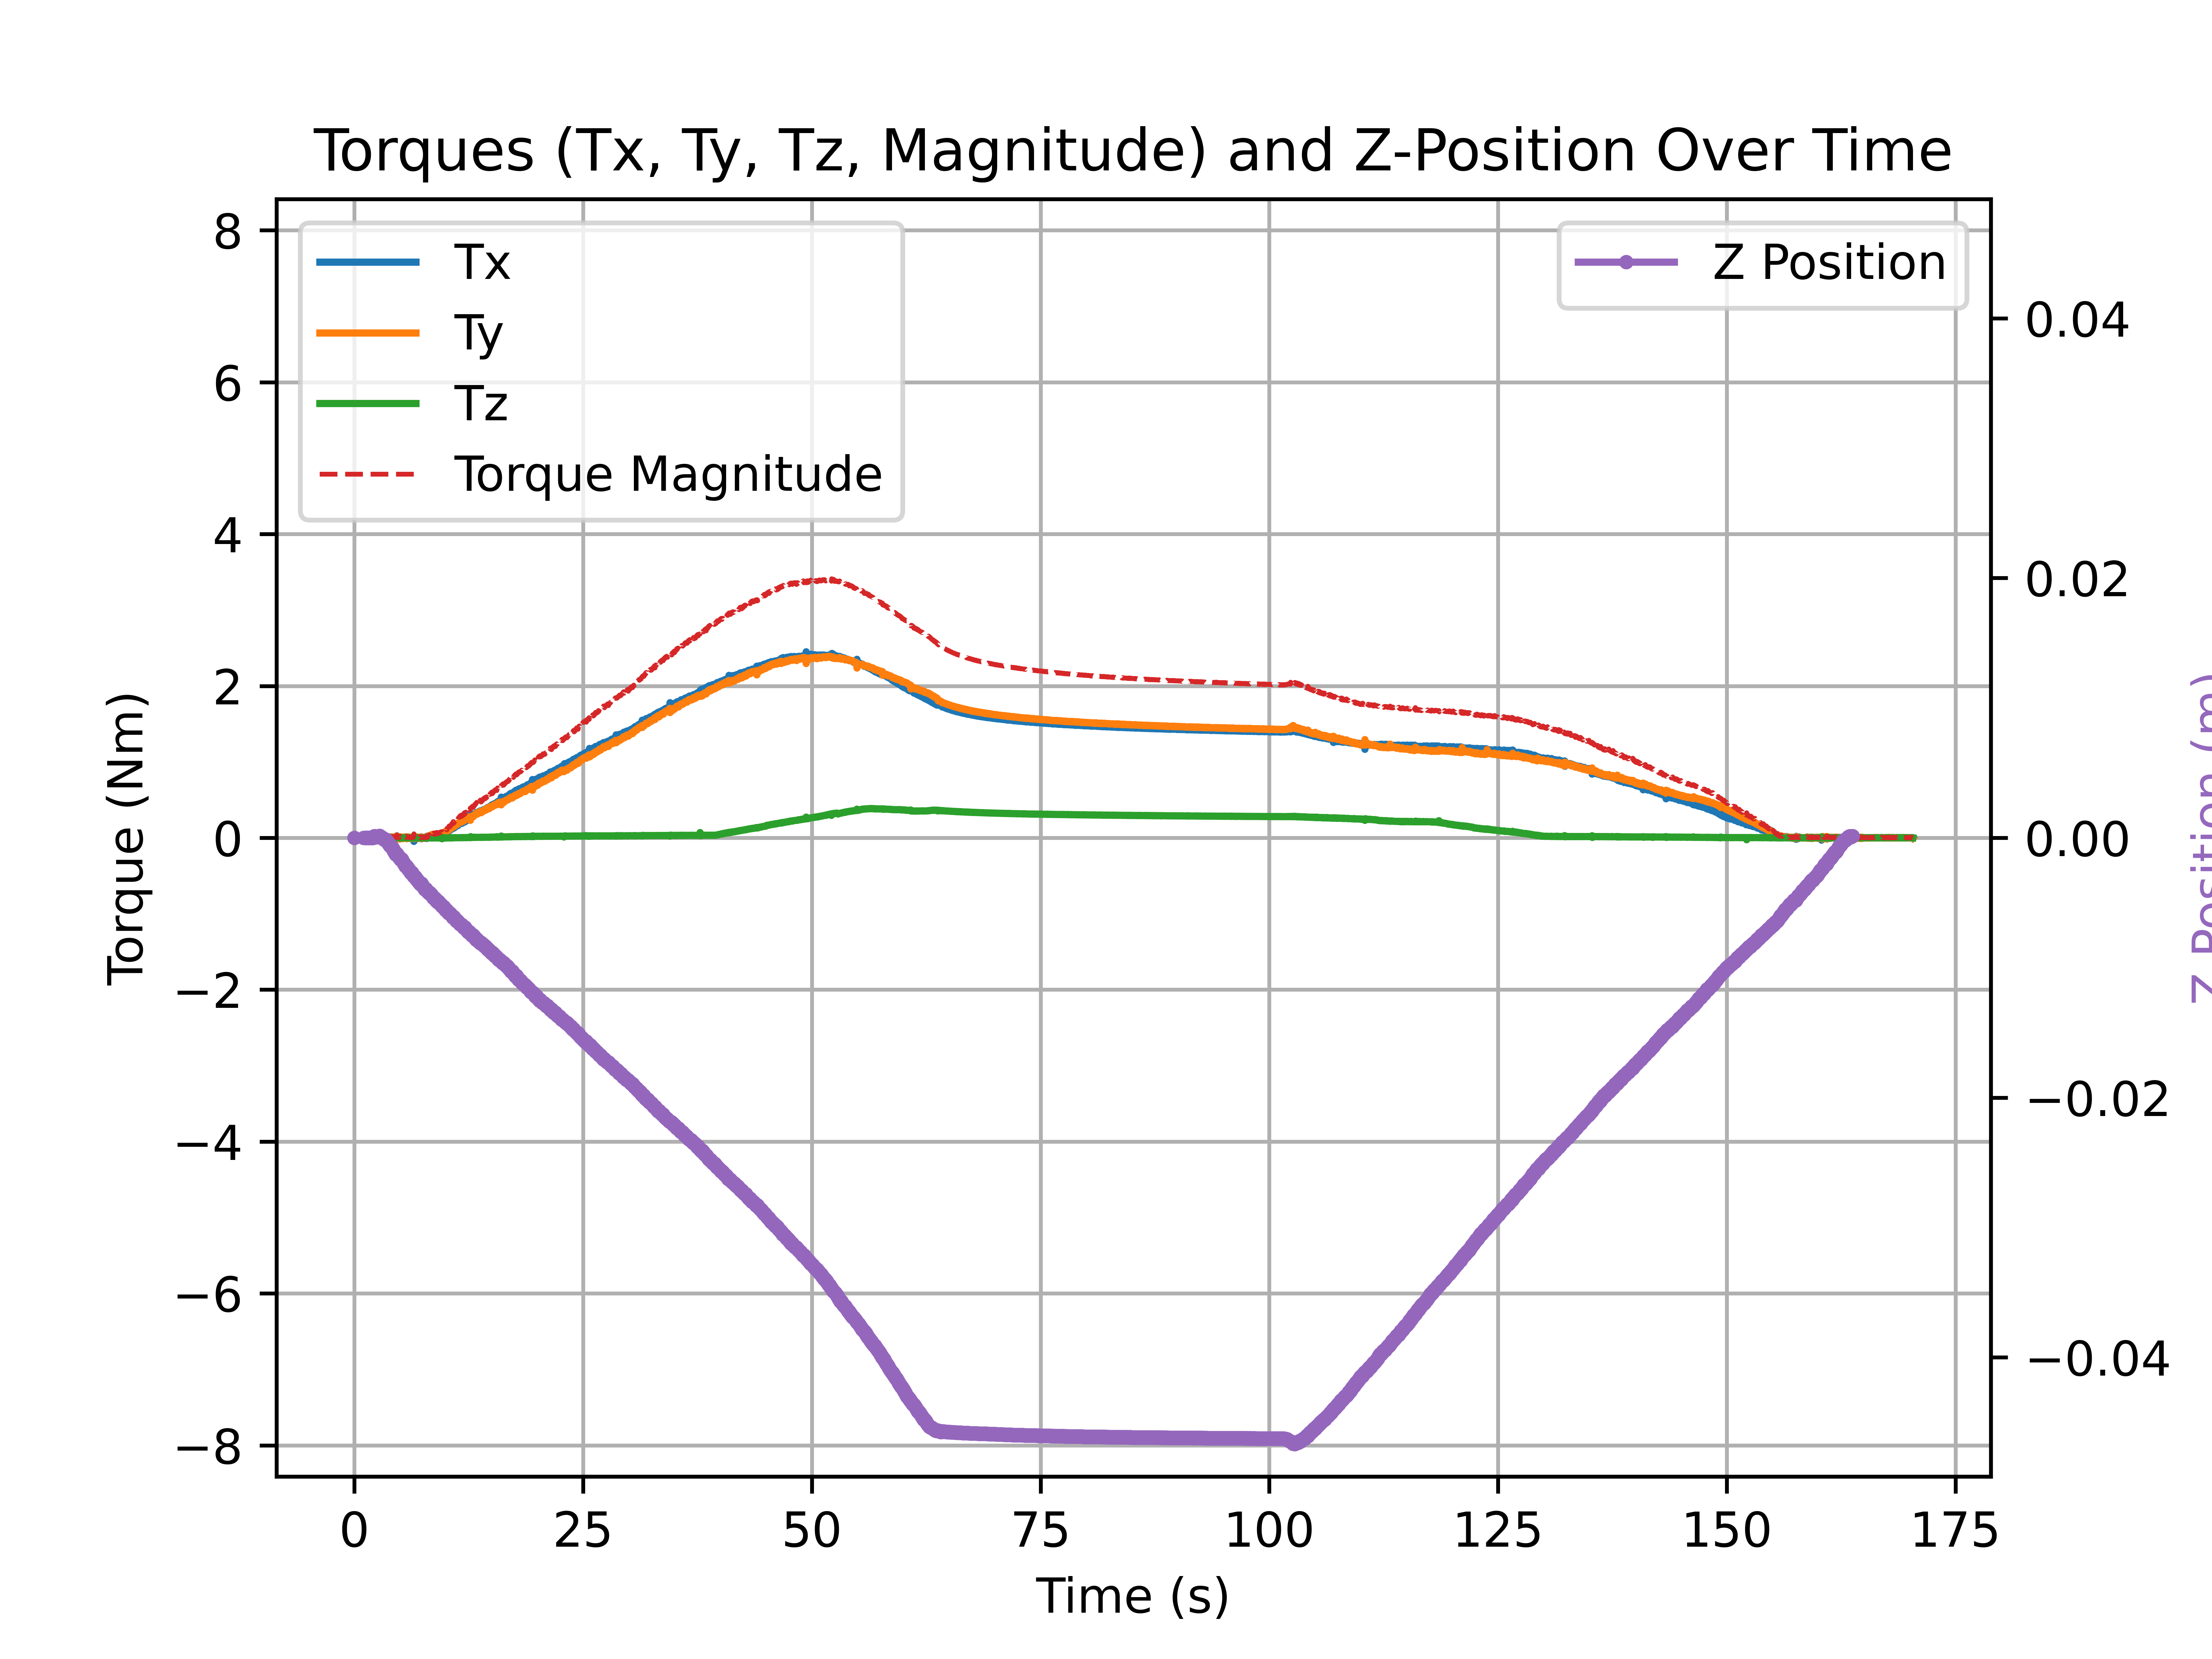 Torques (Tx, Ty, Tz, Magnitude) and Z-Position Over Time
Tx
Ty
Tz
Torque Magnitude
Z Position
Torque (Nm)
8
6
4
2
0
−2
−4
−6
−8
0.04
0.02
0.00
−0.02
−0.04
Z Position (m)
0
25
50
75
100
125
150
175
Time (s)